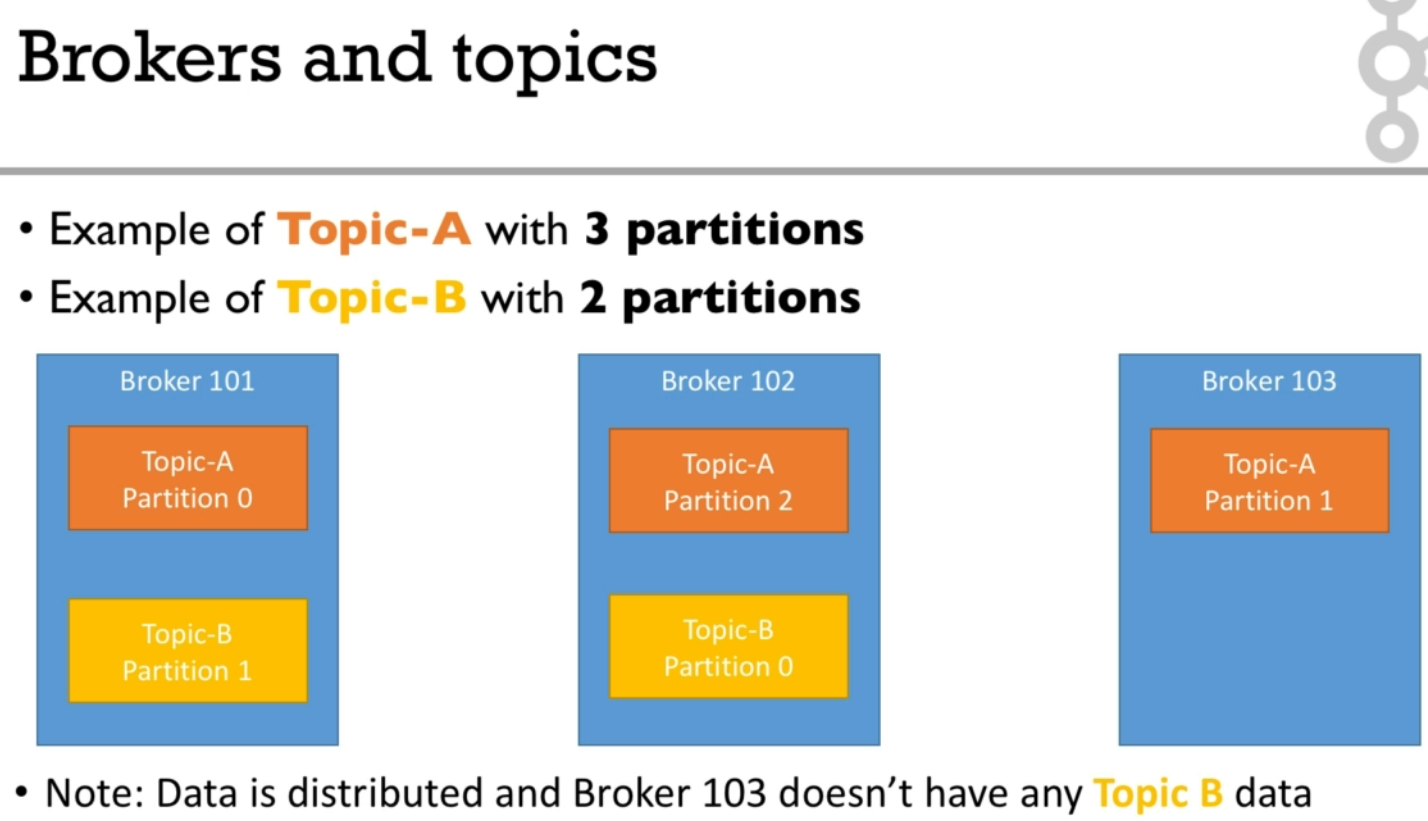 Brokers and topics
• Example of Topic-A with 3 partitions
• Example of Topic-B with 2 partitions
Broker 101
Topic-A
Partition 0
Topic-B
Partition 1
Broker 102
Topic-A
Partition 2
Topic-B
Partition 0
Broker 103
Topic-A
Partition 1
• Note: Data is distributed and Broker 103 doesn't have any Topic B data